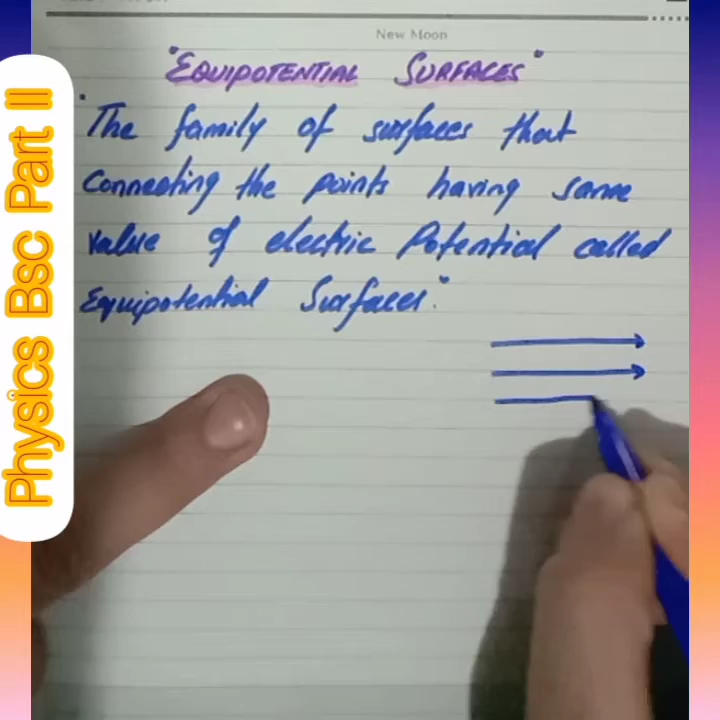 New Moon
"EQUIPOTENTIAL SURFACES"
"The family of surfaces that
Connecting the points having same
value of electric Potential called
Equipotential Surfaces."
Physics Bsc Part II